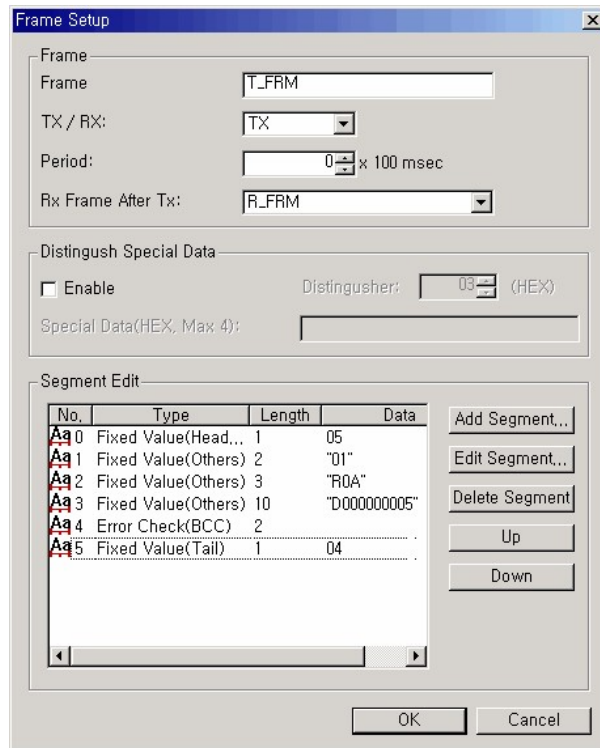 Frame Setup
Frame
Frame T_FRM
TX / RX: TX
Period: 0 x 100 msec
Rx Frame After Tx: R_FRM
Distingush Special Data
Enable Distingusher: 03 (HEX)
Special Data(HEX, Max 4):
Segment Edit
No. Type Length Data
Aa 0 Fixed Value(Head... 1 05
Aa 1 Fixed Value(Others) 2 "01"
Aa 2 Fixed Value(Others) 3 "R0A"
Aa 3 Fixed Value(Others) 10 "D000000005"
Aa 4 Error Check(BCC) 2
Aa 5 Fixed Value(Tail) 1 04
Add Segment...
Edit Segment...
Delete Segment
Up
Down
OK Cancel